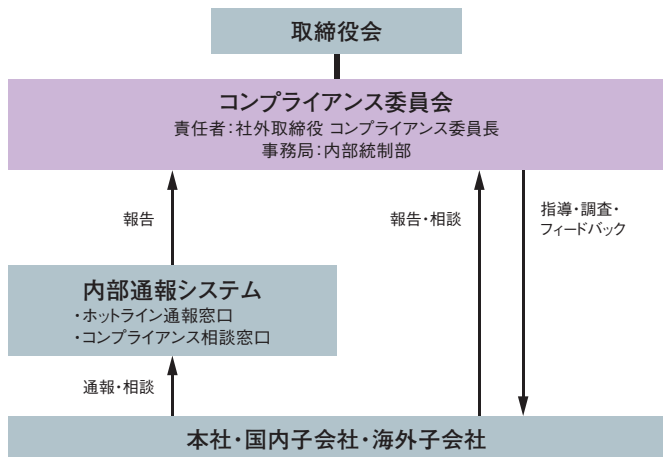 取締役会
コンプライアンス委員会
責任者：社外取締役 コンプライアンス委員長
事務局：内部統制部
報告
報告・相談
指導・調査・
フィードバック
内部通報システム
・ホットライン通報窓口
・コンプライアンス相談窓口
通報・相談
本社・国内子会社・海外子会社